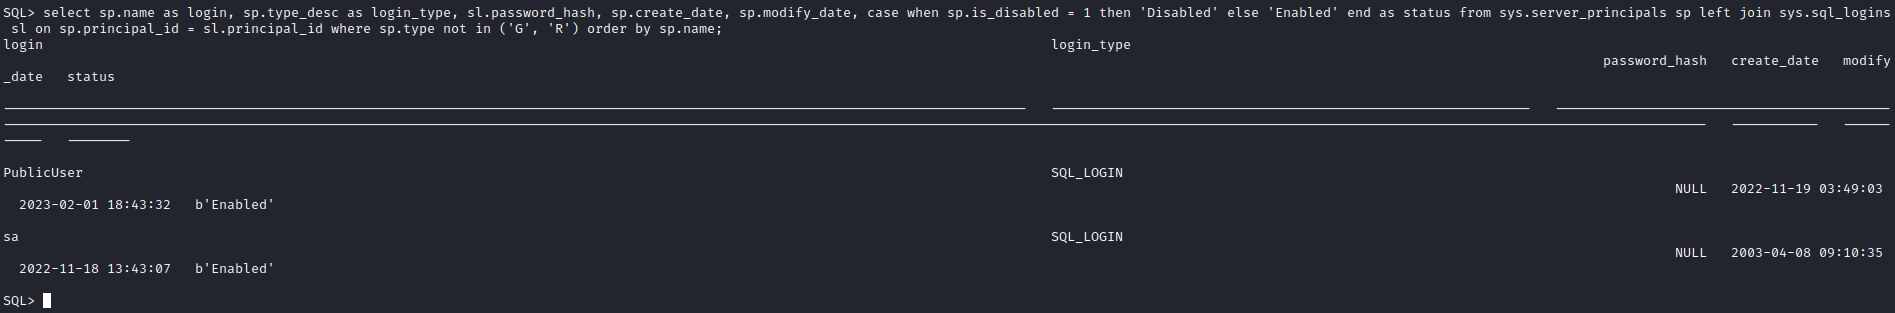 SQL> select sp.name as login, sp.type_desc as login_type, sl.password_hash, sp.create_date, sp.modify_date, case when sp.is_disabled = 1 then 'Disabled' else 'Enabled' end as status from sys.server_principals sp left join sys.sql_logins
sl on sp.principal_id = sl.principal_id where sp.type not in ('G', 'R') order by sp.name;
login login_type
password_hash create_date modify
_date status
PublicUser SQL_LOGIN
NULL 2022-11-19 03:49:03
2023-02-01 18:43:32 b'Enabled'
sa SQL_LOGIN
NULL 2003-04-08 09:10:35
2022-11-18 13:43:07 b'Enabled'
SQL>